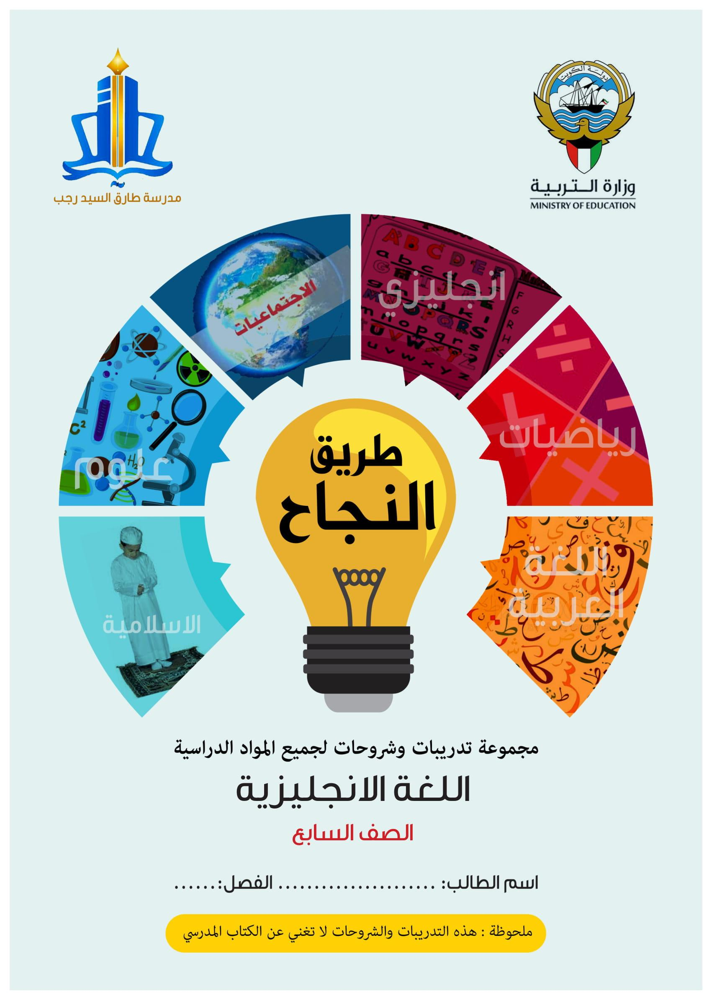 دولة الكويت
وزارة التربية
MINISTRY OF EDUCATION
مدرسة طارق السيد رجب
الاجتماعيات
انجليزي
A B C D E F
a b c d
رياضيات
علوم
C²
H₂O
اللغة
العربية
الاسلامية
طريق
النجاح
مجموعة تدريبات وشروحات لجميع المواد الدراسية
اللغة الانجليزية
الصف السابع
اسم الطالب: ...................... الفصل:......
ملحوظة : هذه التدريبات والشروحات لا تغني عن الكتاب المدرسي